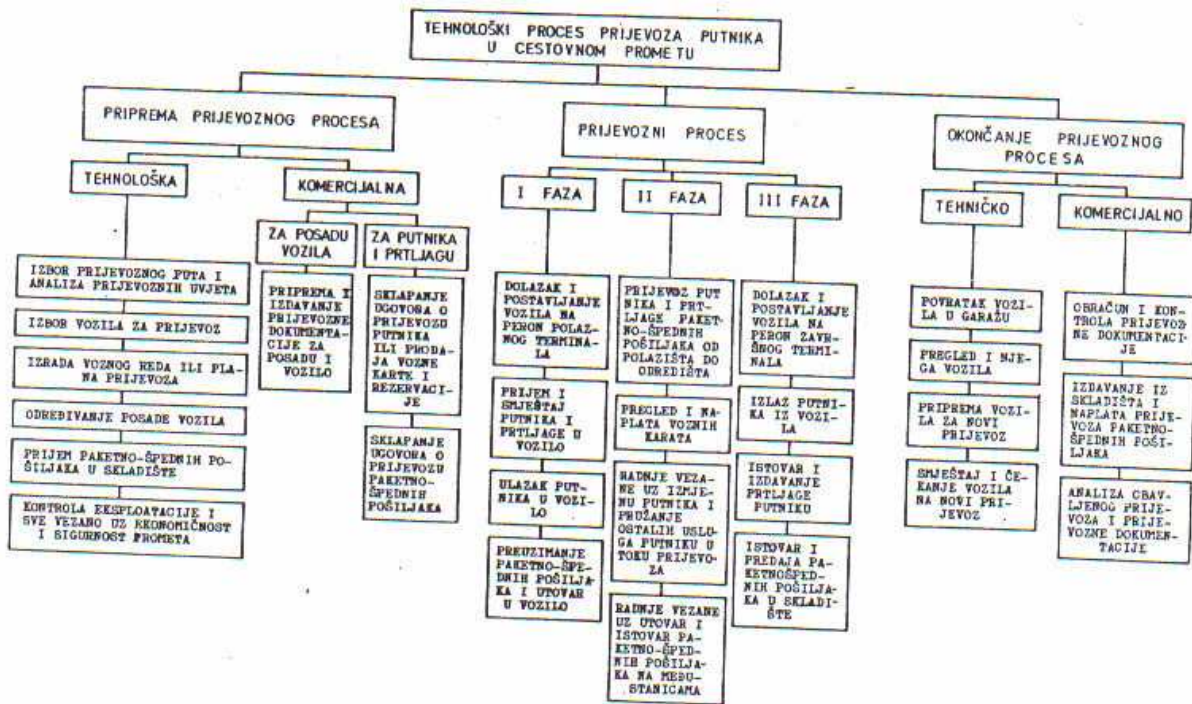 TEHNOLOŠKI PROCES PRIJEVOZA PUTNIKA
U CESTOVNOM PROMETU
PRIPREMA PRIJEVOZNOG PROCESA
TEHNOLOŠKA
IZBOR PRIJEVOZNOG PUTA I
ANALIZA PRIJEVOZNIH UVJETA
IZBOR VOZILA ZA PRIJEVOZ
IZRADA VOZNOG REDA ILI PLA-
NA PRIJEVOZA
ODREĐIVANJE POSADE VOZILA
PRIJEM PAKETNO-ŠPEDNIH PO-
ŠILJAKA U SKLADIŠTE
KONTROLA EKSPLOATACIJE I
SVE VEZANO UZ EKONOMIČNOST
I SIGURNOST PROMETA
KOMERCIJALNA
ZA POSADU
VOZILA
PRIPREMA I
IZDAVANJE
PRIJEVOZNE
DOKUMENTA-
CIJE ZA
POSADU I
VOZILO
ZA PUTNIKA
I PRTLJAGU
SKLAPANJE
UGOVORA O
PRIJEVOZU
PUTNIKA
ILI PRODA-
JA VOZNE
KARTE I
REZERVACI-
JE
SKLAPANJE
UGOVORA O
PRIJEVOZU
PAKETNO-
ŠPEDNIH
POŠILJAKA
PRIJEVOZNI PROCES
I FAZA
DOLAZAK I
POSTAVLJANJE
VOZILA NA
PERON POLAZ-
NOG TERMINA-
LA
PRIJEM I
SMJEŠTAJ
PUTNIKA I
PRTLJAGE U
VOZILO
ULAZAK PUT-
NIKA U VOZI-
LO
PREUZIMANJE
PAKETNO-ŠPE-
DNIH POŠILJA-
KA I UTOVAR
U VOZILO
II FAZA
PRIJEVOZ PUT
NIKA I PRT-
LJAGE PAKET-
NO-ŠPEDNIH
POŠILJAKA OD
POLAZIŠTA DO
ODREDIŠTA
PREGLED I NA-
PLATA VOZNIH
KARATA
RADNJE VEZA-
NE UZ IZMJE-
NU PUTNIKA I
PRUŽANJE
OSTALIH USLU-
GA PUTNIKU U
TOKU PRIJEVO-
ZA
RADNJE VEZANE
UZ UTOVAR I
ISTOVAR PA-
KETNO-ŠPED-
NIH POŠILJA-
KA NA MEĐU-
STANICAMA
III FAZA
DOLAZAK I
POSTAVLJANJE
VOZILA NA
PERON ZAVR-
ŠNOG TERMI-
NALA
IZLAZ PUTNI-
KA IZ VOZI-
LA
ISTOVAR I
IZDAVANJE
PRTLJAGE
PUTNIKU
ISTOVAR I
PREDAJA PA-
KETNOŠPED-
NIH POŠILJA-
KA U SKLADI-
ŠTE
OKONČANJE PRIJEVOZNOG
PROCESA
TEHNIČKO
POVRATAK VOZI-
LA U GARAŽU
PREGLED I NJE-
GA VOZILA
PRIPREMA VOZI-
LA ZA NOVI
PRIJEVOZ
SMJEŠTAJ I ČE-
KANJE VOZILA
NA NOVI PRI-
JEVOZ
KOMERCIJALNO
OBRAČUN I KON-
TROLA PRIJEVOZ-
NE DOKUMENTACI-
JE
IZDAVANJE IZ
SKLADIŠTA I
NAPLATA PRIJE-
VOZA PAKETNO-
ŠPEDNIH POŠI-
LJAKA
ANALIZA OBAV-
LJENOG PRIJE-
VOZA I PRIJE-
VOZNE DOKUMEN-
TACIJE